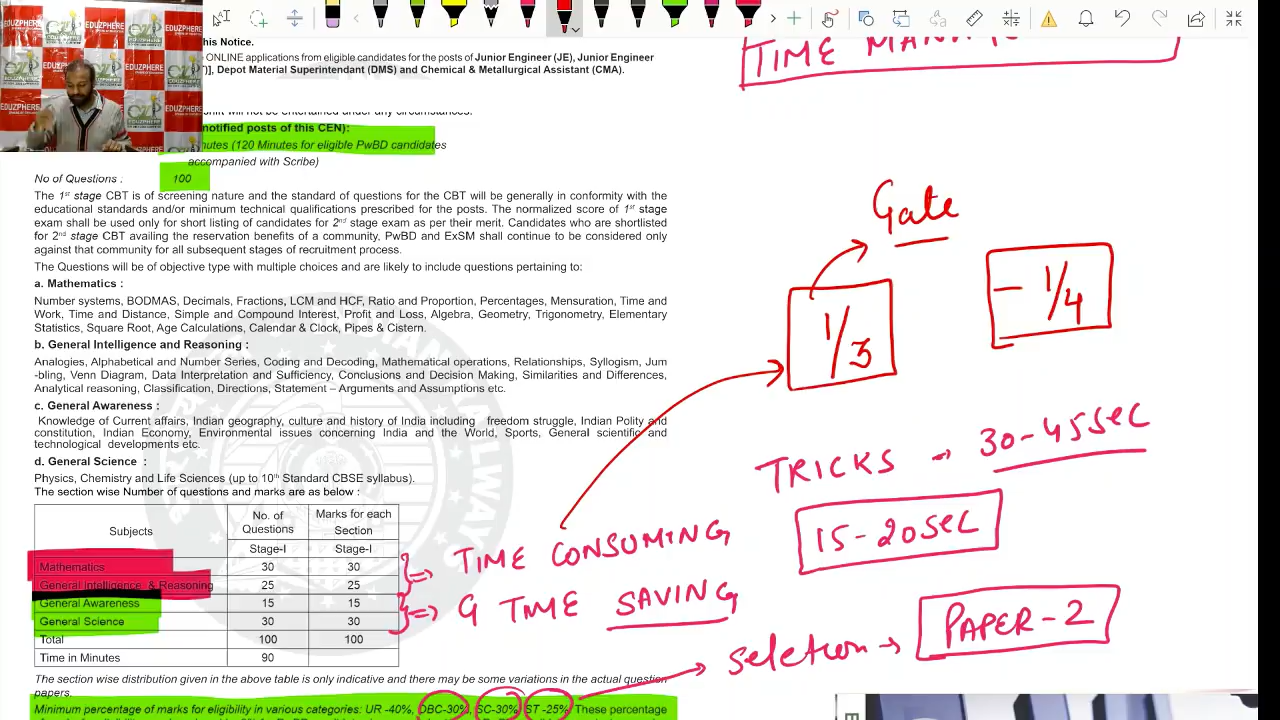 EDUZPHERE
EDUZPHERE
EDUZPHERE
this Notice.
ONLINE applications from eligible candidates for the posts of Junior Engineer (JE), Junior Engineer
)], Depot Material Superintendent (DMS) and Chemical & Metallurgical Assistant (CMA).
shift will not be entertained under any circumstances.
notified posts of this CEN):
nutes (120 Minutes for eligible PwBD candidates
accompanied with Scribe)
No of Questions : 100
The 1st stage CBT is of screening nature and the standard of questions for the CBT will be generally in conformity with the
educational standards and/or minimum technical qualifications prescribed for the posts. The normalized score of 1st stage
exam shall be used only for short listing of candidates for 2nd stage exam as per their merit. Candidates who are shortlisted
for 2nd stage CBT availing the reservation benefits of a community, PwBD and ExSM shall continue to be considered only
against that community for all subsequent stages of recruitment process.
The Questions will be of objective type with multiple choices and are likely to include questions pertaining to:
a. Mathematics :
Number systems, BODMAS, Decimals, Fractions, LCM and HCF, Ratio and Proportion, Percentages, Mensuration, Time and
Work, Time and Distance, Simple and Compound Interest, Profit and Loss, Algebra, Geometry, Trigonometry, Elementary
Statistics, Square Root, Age Calculations, Calendar & Clock, Pipes & Cistern.
b. General Intelligence and Reasoning :
Analogies, Alphabetical and Number Series, Coding and Decoding, Mathematical operations, Relationships, Syllogism, Jum
-bling, Venn Diagram, Data Interpretation and Sufficiency, Conclusions and Decision Making, Similarities and Differences,
Analytical reasoning, Classification, Directions, Statement – Arguments and Assumptions etc.
c. General Awareness :
Knowledge of Current affairs, Indian geography, culture and history of India including freedom struggle, Indian Polity and
constitution, Indian Economy, Environmental issues concerning India and the World, Sports, General scientific and
technological developments etc.
d. General Science :
Physics, Chemistry and Life Sciences (up to 10th Standard CBSE syllabus).
The section wise Number of questions and marks are as below :
Subjects No. of Questions Marks for each Section
Stage-I Stage-I
Mathematics 30 30
General Intelligence & Reasoning 25 25
General Awareness 15 15
General Science 30 30
Total 100 100
Time in Minutes 90
The section wise distribution given in the above table is only indicative and there may be some variations in the actual question
papers.
Minimum percentage of marks for eligibility in various categories: UR -40%, OBC-30%, SC-30%, ST -25%. These percentage
TIME
Gate
1/3
- 1/4
TRICKS → 30-45 SEC
15-20 SEC
⇒ TIME CONSUMING
⇒ TIME SAVING
seletion → PAPER-2